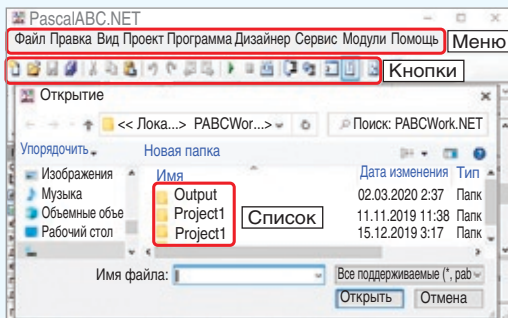 PascalABC.NET
Файл Правка Вид Проект Программа Дизайнер Сервис Модули Помощь
Меню
Кнопки
Открытие
<< Лока...> PABCWor...>
Поиск: PABCWork.NET
Упорядочить
Новая папка
Изображения
Музыка
Объемные объе
Рабочий стол
Имя
Дата изменения
Тип
Output
02.03.2020 2:37
Папк
Project1
11.11.2019 11:38
Папк
Project1
15.12.2019 3:17
Папк
Список
Имя файла:
Все поддерживаемые (*, pab
Открыть
Отмена